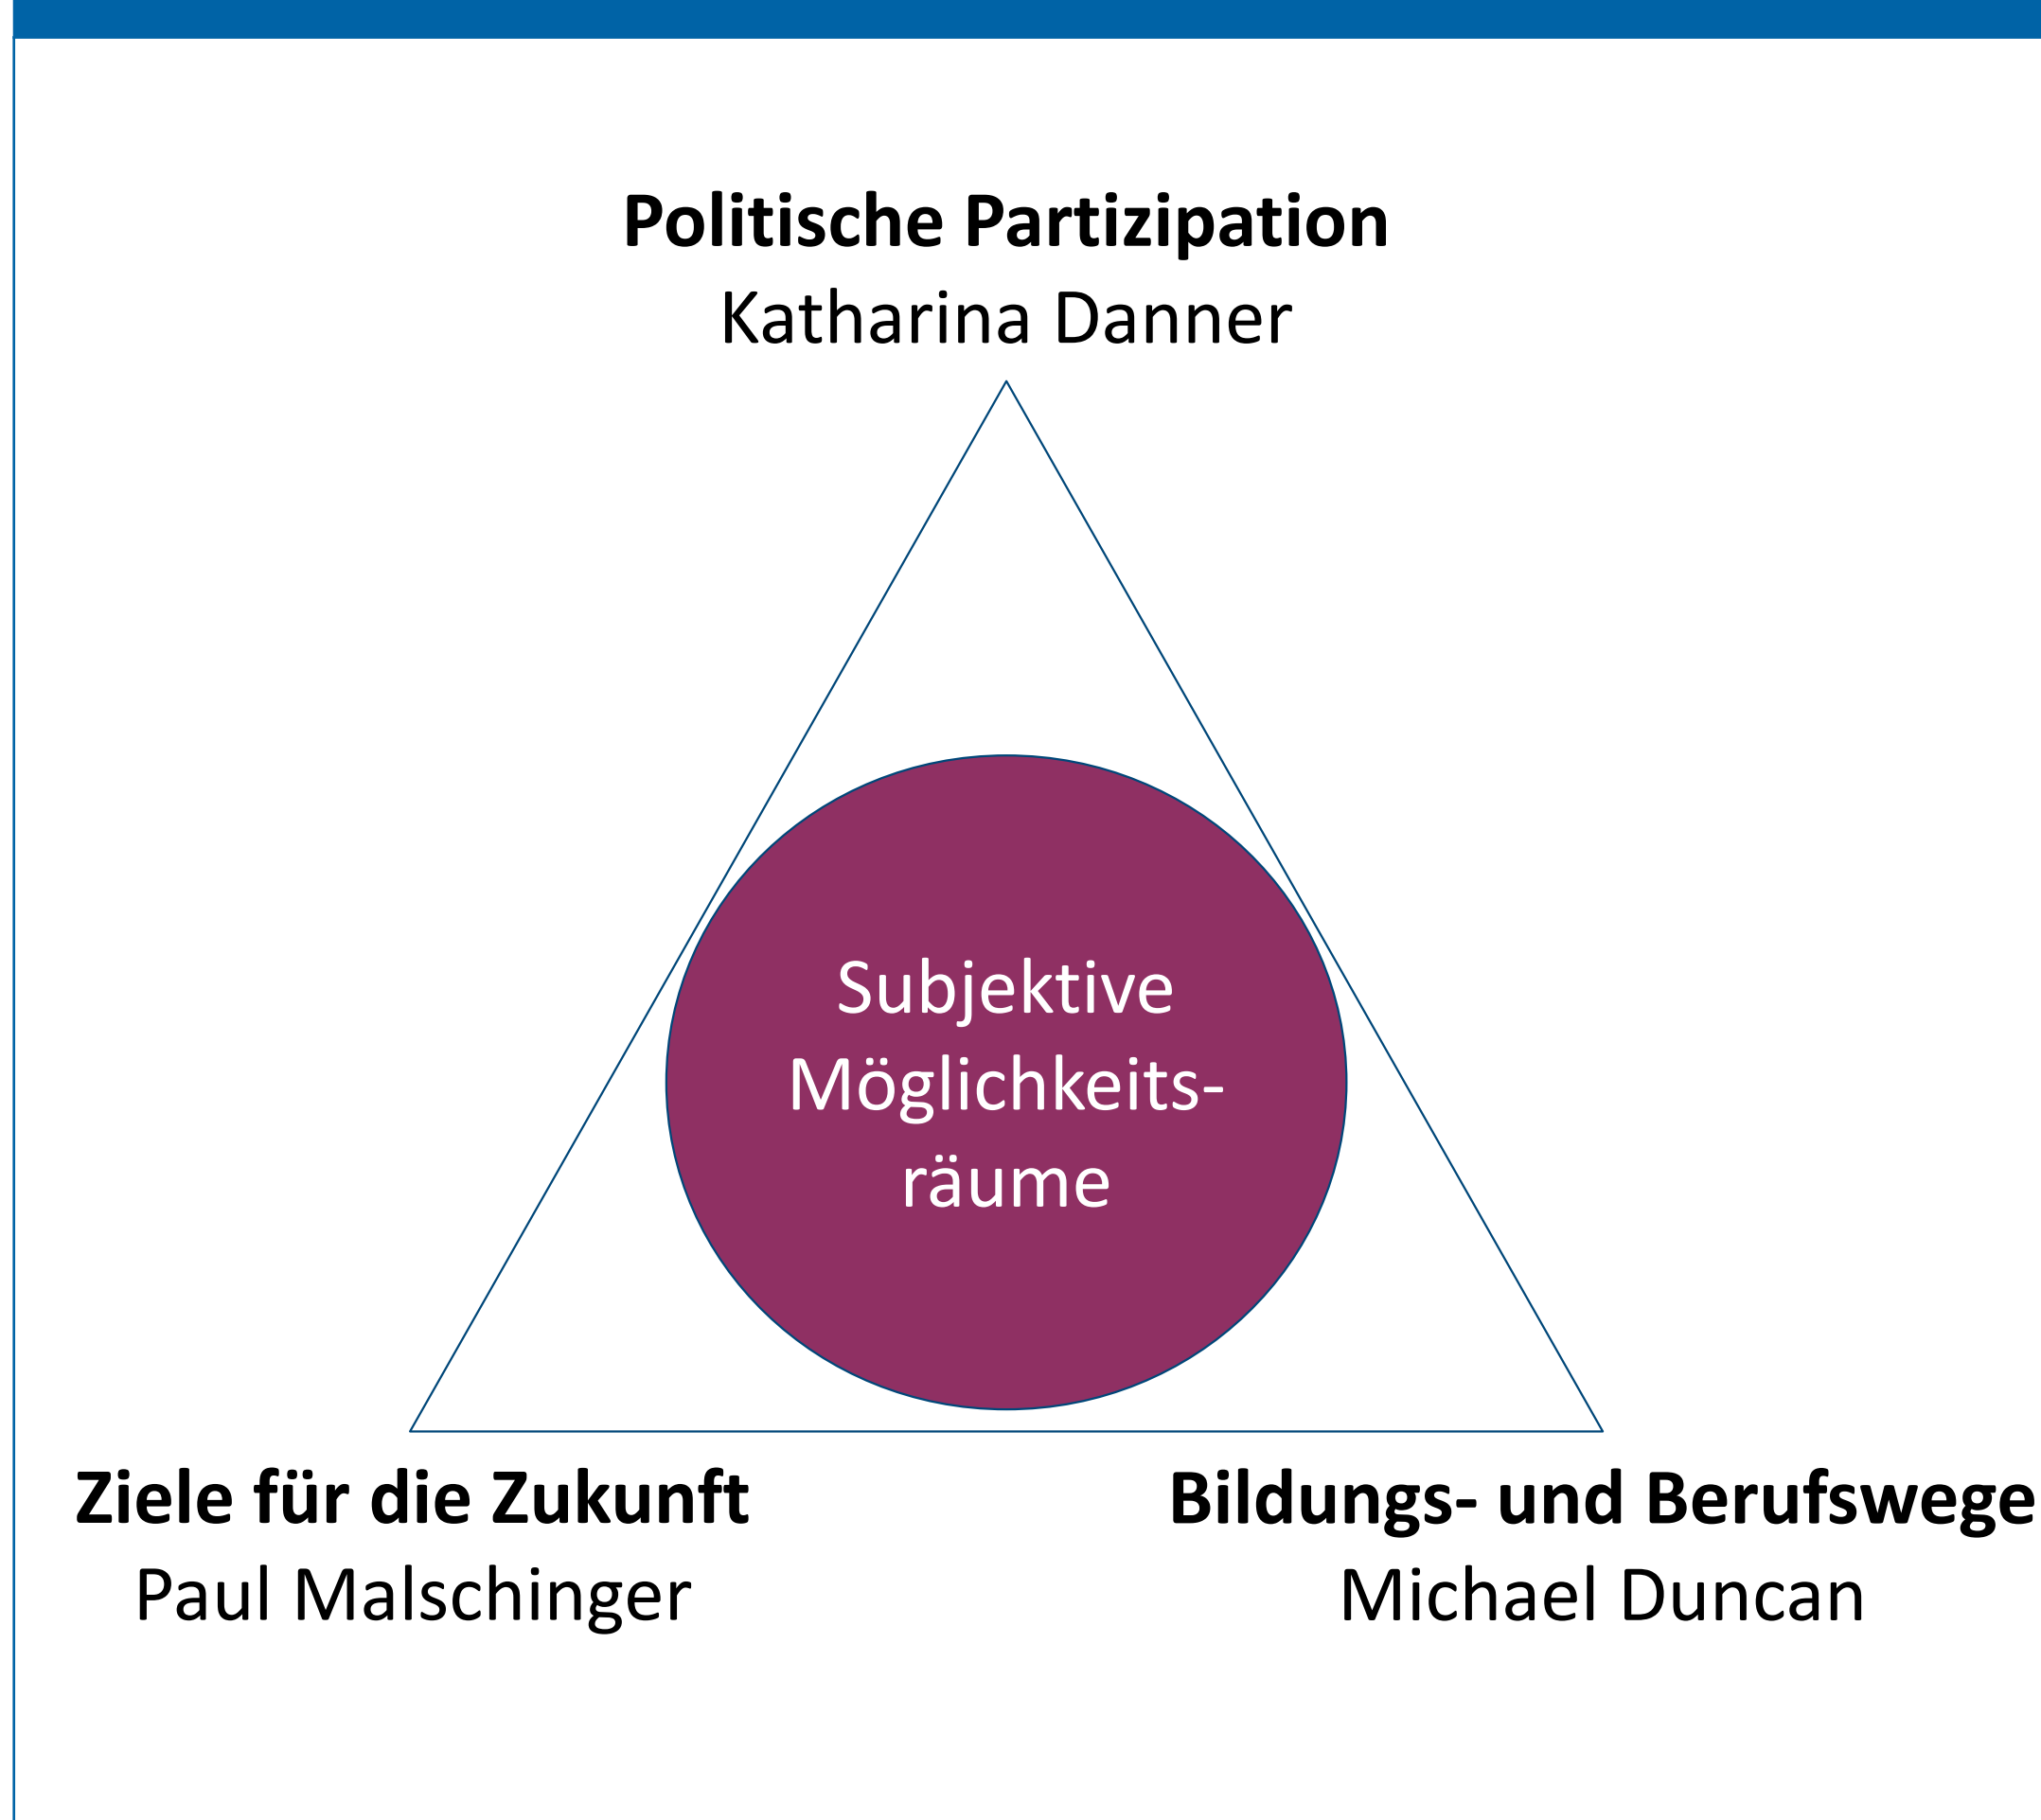 Politische Partizipation
Katharina Danner
Subjektive
Möglichkeits-
räume
Ziele für die Zukunft
Paul Malschinger
Bildungs- und Berufswege
Michael Duncan